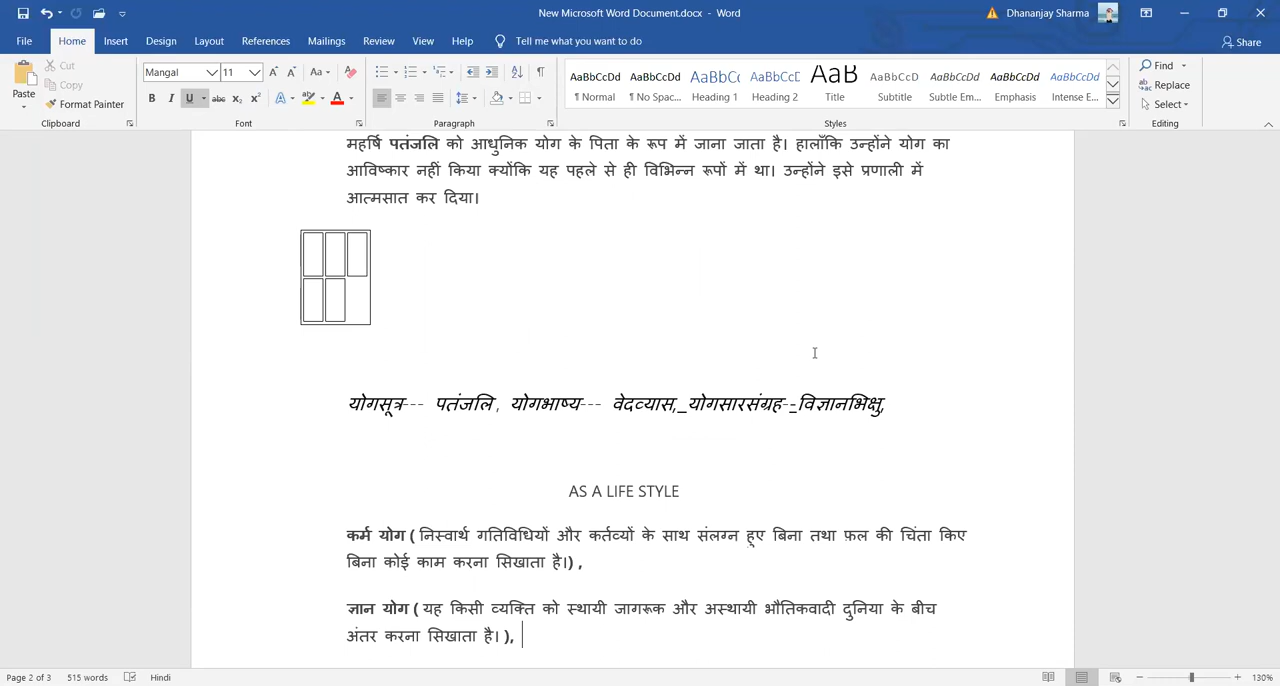 New Microsoft Word Document.docx - Word
Dhananjay Sharma
File Home Insert Design Layout References Mailings Review View Help Tell me what you want to do
Share
Paste
Cut
Copy
Format Painter
Clipboard
Mangal 11
Aa
B I U abc x₂ x²
A A
Font
Paragraph
AaBbCcDd AaBbCcDd AaBbCc AaBbCcD AaB AaBbCcD AaBbCcDd AaBbCcDd AaBbCcDd
¶ Normal ¶ No Spac... Heading 1 Heading 2 Title Subtitle Subtle Em... Emphasis Intense E...
Styles
Find
Replace
Select
Editing
महर्षि पतंजलि को आधुनिक योग के पिता के रूप में जाना जाता है। हालाँकि उन्होंने योग का
आविष्कार नहीं किया क्योंकि यह पहले से ही विभिन्न रूपों में था। उन्होंने इसे प्रणाली में
आत्मसात कर दिया।
योगसूत्र--- पतंजलि, योगभाष्य--- वेदव्यास, योगसारसंग्रह--विज्ञानभिक्षु,
AS A LIFE STYLE
कर्म योग ( निस्वार्थ गतिविधियों और कर्तव्यों के साथ संलग्न हुए बिना तथा फ़ल की चिंता किए
बिना कोई काम करना सिखाता है।) ,
ज्ञान योग ( यह किसी व्यक्ति को स्थायी जागरूक और अस्थायी भौतिकवादी दुनिया के बीच
अंतर करना सिखाता है। ),
Page 2 of 3 515 words Hindi
130%